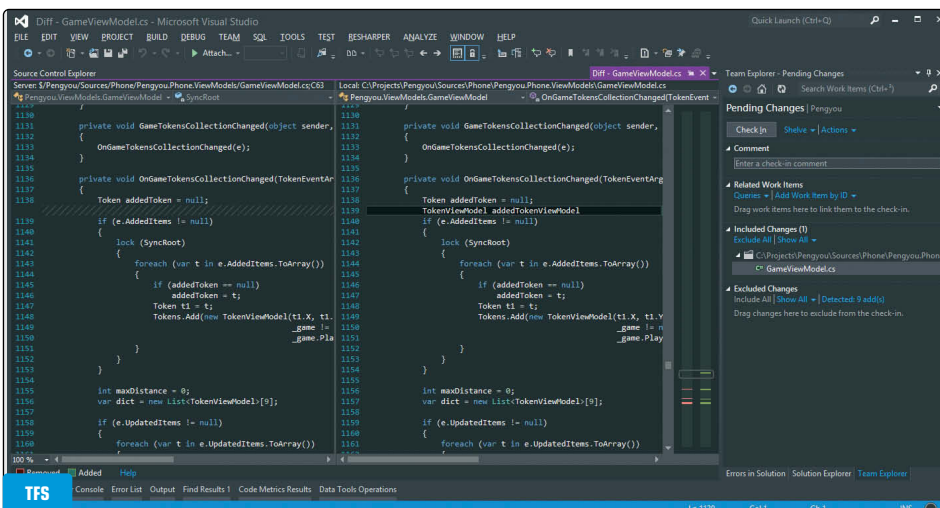 Diff - GameViewModel.cs - Microsoft Visual Studio
Quick Launch (Ctrl+Q)
FILE EDIT VIEW PROJECT BUILD DEBUG TEAM SQL TOOLS TEST RESHARPER ANALYZE WINDOW HELP
Attach...
Source Control Explorer
Diff - GameViewModel.cs
Server: $/Pengyou/Sources/Phone/Pengyou.Phone.ViewModels/GameViewModel.cs;C63
Pengyou.ViewModels.GameViewModel SyncRoot
1130
1131 private void GameTokensCollectionChanged(object sender,
1132 {
1133 OnGameTokensCollectionChanged(e);
1134 }
1135
1136 private void OnGameTokensCollectionChanged(TokenEventAr
1137 {
1138 Token addedToken = null;
1139 if (e.AddedItems != null)
1140 {
1141 lock (SyncRoot)
1142 {
1143 foreach (var t in e.AddedItems.ToArray())
1144 {
1145 if (addedToken == null)
1146 addedToken = t;
1147 Token t1 = t;
1148 Tokens.Add(new TokenViewModel(t1.X, t1.
1149 _game !=
1150 _game.Pla
1151 }
1152 }
1153 }
1154
1155 int maxDistance = 0;
1156 var dict = new List<TokenViewModel>[9];
1157
1158 if (e.UpdatedItems != null)
1159 {
1160 foreach (var t in e.UpdatedItems.ToArray())
100 %
Local: C:\Projects\Pengyou\Sources\Phone\Pengyou.Phone.ViewModels\GameViewModel.cs
Pengyou.ViewModels.GameViewModel OnGameTokensCollectionChanged(TokenEvent
1130
1131 private void GameTokensCollectionChanged(object sender,
1132 {
1133 OnGameTokensCollectionChanged(e);
1134 }
1135
1136 private void OnGameTokensCollectionChanged(TokenEventArg
1137 {
1138 Token addedToken = null;
1139 TokenViewModel addedTokenViewModel
1140 if (e.AddedItems != null)
1141 {
1142 lock (SyncRoot)
1143 {
1144 foreach (var t in e.AddedItems.ToArray())
1145 {
1146 if (addedToken == null)
1147 addedToken = t;
1148 Token t1 = t;
1149 Tokens.Add(new TokenViewModel(t1.X, t1.Y
1150 _game != n
1151 _game.Play
1152 }
1153 }
1154 }
1155
1156 int maxDistance = 0;
1157 var dict = new List<TokenViewModel>[9];
1158
1159 if (e.UpdatedItems != null)
1160 {
1161 foreach (var t in e.UpdatedItems.ToArray())
Removed Added Help
Team Explorer - Pending Changes
Search Work Items (Ctrl+')
Pending Changes | Pengyou
Check In Shelve | Actions
Comment
Enter a check-in comment
Related Work Items
Queries | Add Work Item by ID
Drag work items here to link them to the check-in.
Included Changes (1)
Exclude All | Show All
C:\Projects\Pengyou\Sources\Phone\Pengyou.Phon
GameViewModel.cs
Excluded Changes
Include All | Show All | Detected: 9 add(s)
Drag changes here to exclude from the check-in.
Errors in Solution Solution Explorer Team Explorer
TFS
Console Error List Output Find Results 1 Code Metrics Results Data Tools Operations
Ln 1139 Col 1 Ch 1 INS